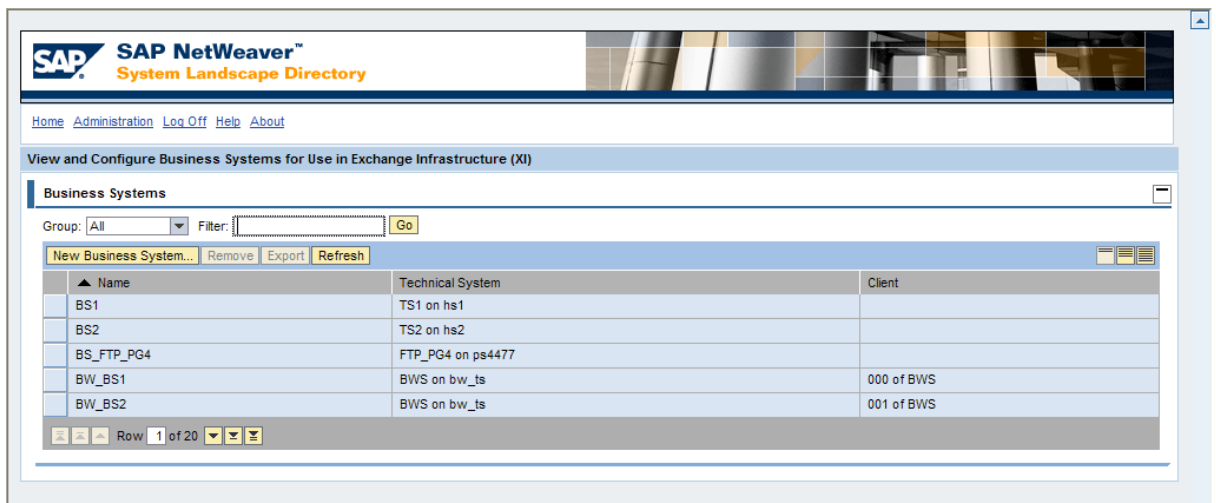 SAP
SAP NetWeaver™
System Landscape Directory
Home Administration Log Off Help About
View and Configure Business Systems for Use in Exchange Infrastructure (XI)
Business Systems
Group: All Filter: Go
New Business System... Remove Export Refresh
Name Technical System Client
BS1 TS1 on hs1
BS2 TS2 on hs2
BS_FTP_PG4 FTP_PG4 on ps4477
BW_BS1 BWS on bw_ts 000 of BWS
BW_BS2 BWS on bw_ts 001 of BWS
Row 1 of 20